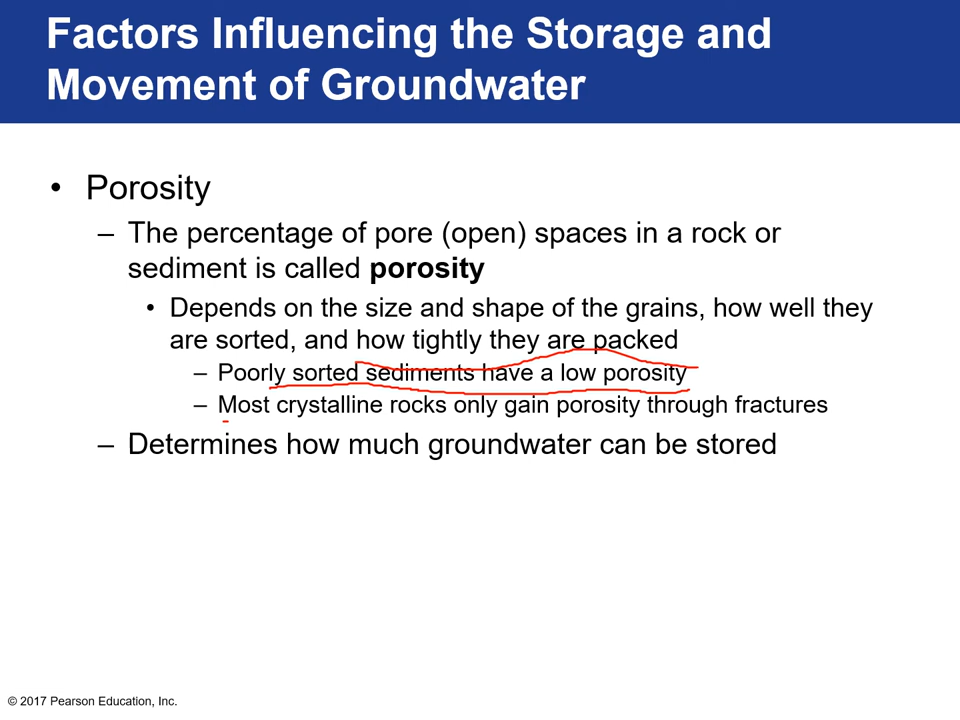 Factors Influencing the Storage and
Movement of Groundwater
• Porosity
– The percentage of pore (open) spaces in a rock or
sediment is called porosity
• Depends on the size and shape of the grains, how well they
are sorted, and how tightly they are packed
– Poorly sorted sediments have a low porosity
– Most crystalline rocks only gain porosity through fractures
– Determines how much groundwater can be stored
© 2017 Pearson Education, Inc.